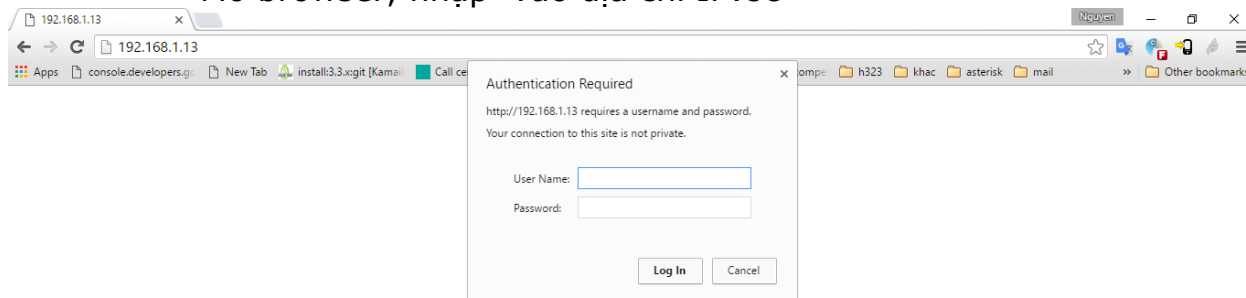 192.168.1.13
Nguyen
192.168.1.13
Apps console.developers.g New Tab install:3.3.x:git [Kamail Call ce ompe h323 khac asterisk mail » Other bookmarks
Authentication Required
http://192.168.1.13 requires a username and password.
Your connection to this site is not private.
User Name:
Password:
Log In Cancel